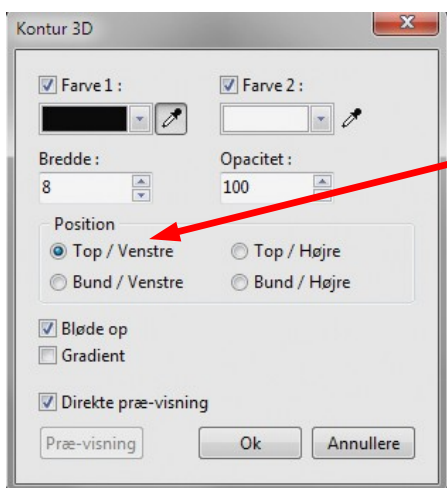 Kontur 3D
Farve 1 : Farve 2 :
Bredde : Opacitet :
8 100
Position
Top / Venstre Top / Højre
Bund / Venstre Bund / Højre
Bløde op
Gradient
Direkte præ-visning
Præ-visning Ok Annullere